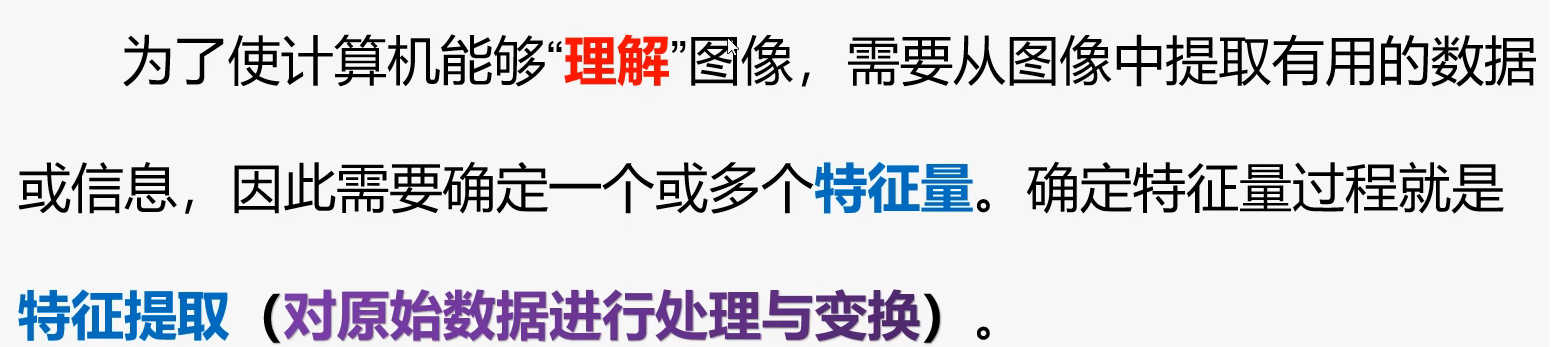 为了使计算机能够“理解”图像，需要从图像中提取有用的数据
或信息，因此需要确定一个或多个特征量。确定特征量过程就是
特征提取（对原始数据进行处理与变换）。